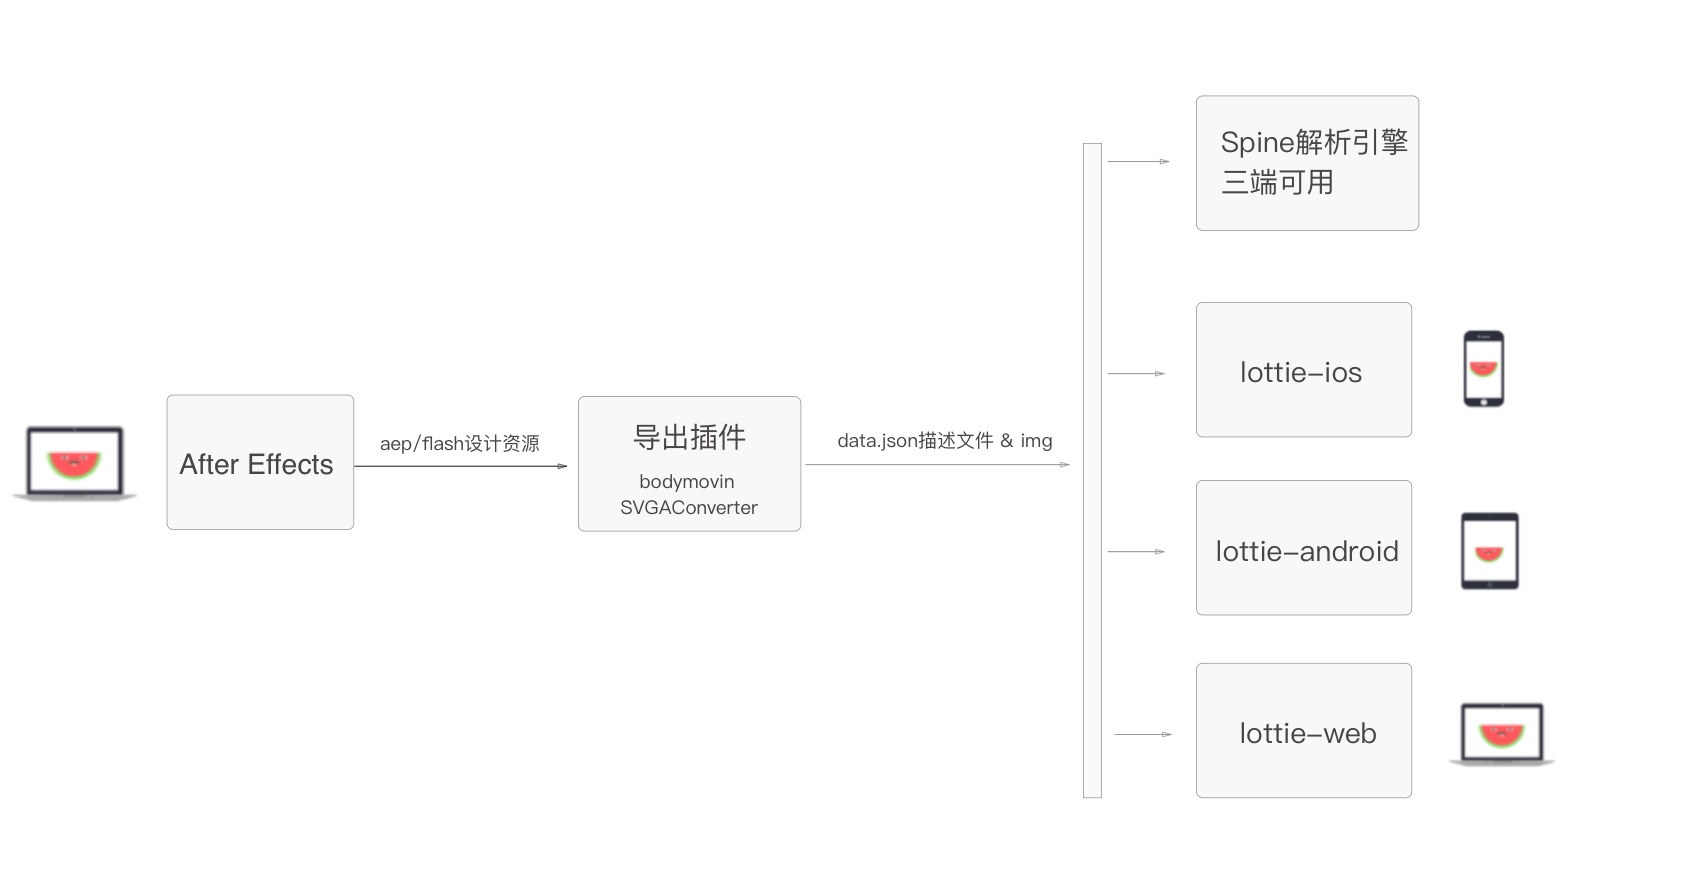 After Effects
aep/flash设计资源
导出插件
bodymovin
SVGAConverter
data.json描述文件 & img
Spine解析引擎
三端可用
lottie-ios
lottie-android
lottie-web